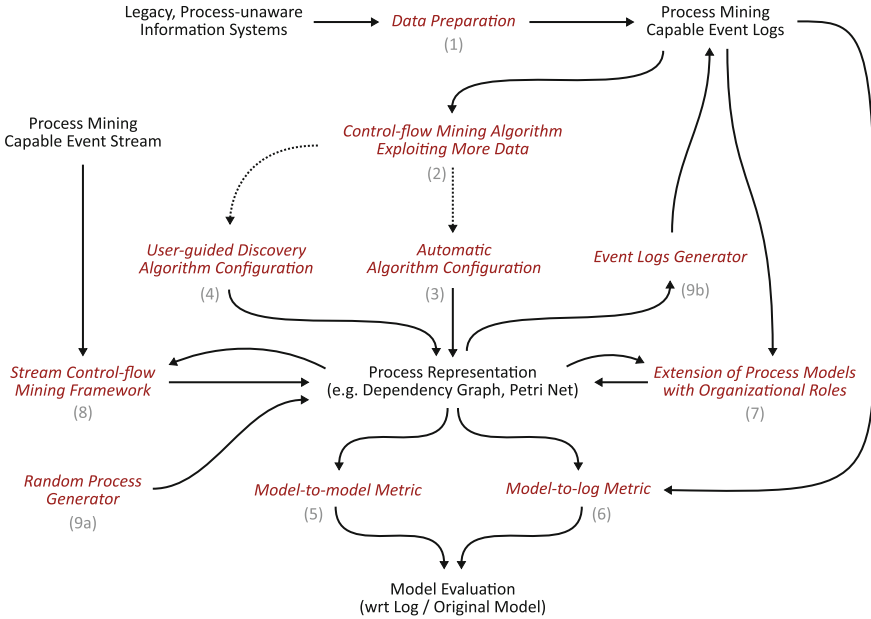 Legacy, Process-unaware
Information Systems
Data Preparation
(1)
Process Mining
Capable Event Logs
Process Mining
Capable Event Stream
Control-flow Mining Algorithm
Exploiting More Data
(2)
User-guided Discovery
Algorithm Configuration
(4)
Automatic
Algorithm Configuration
(3)
Event Logs Generator
(9b)
Stream Control-flow
Mining Framework
(8)
Process Representation
(e.g. Dependency Graph, Petri Net)
Extension of Process Models
with Organizational Roles
(7)
Random Process
Generator
(9a)
Model-to-model Metric
(5)
Model-to-log Metric
(6)
Model Evaluation
(wrt Log / Original Model)